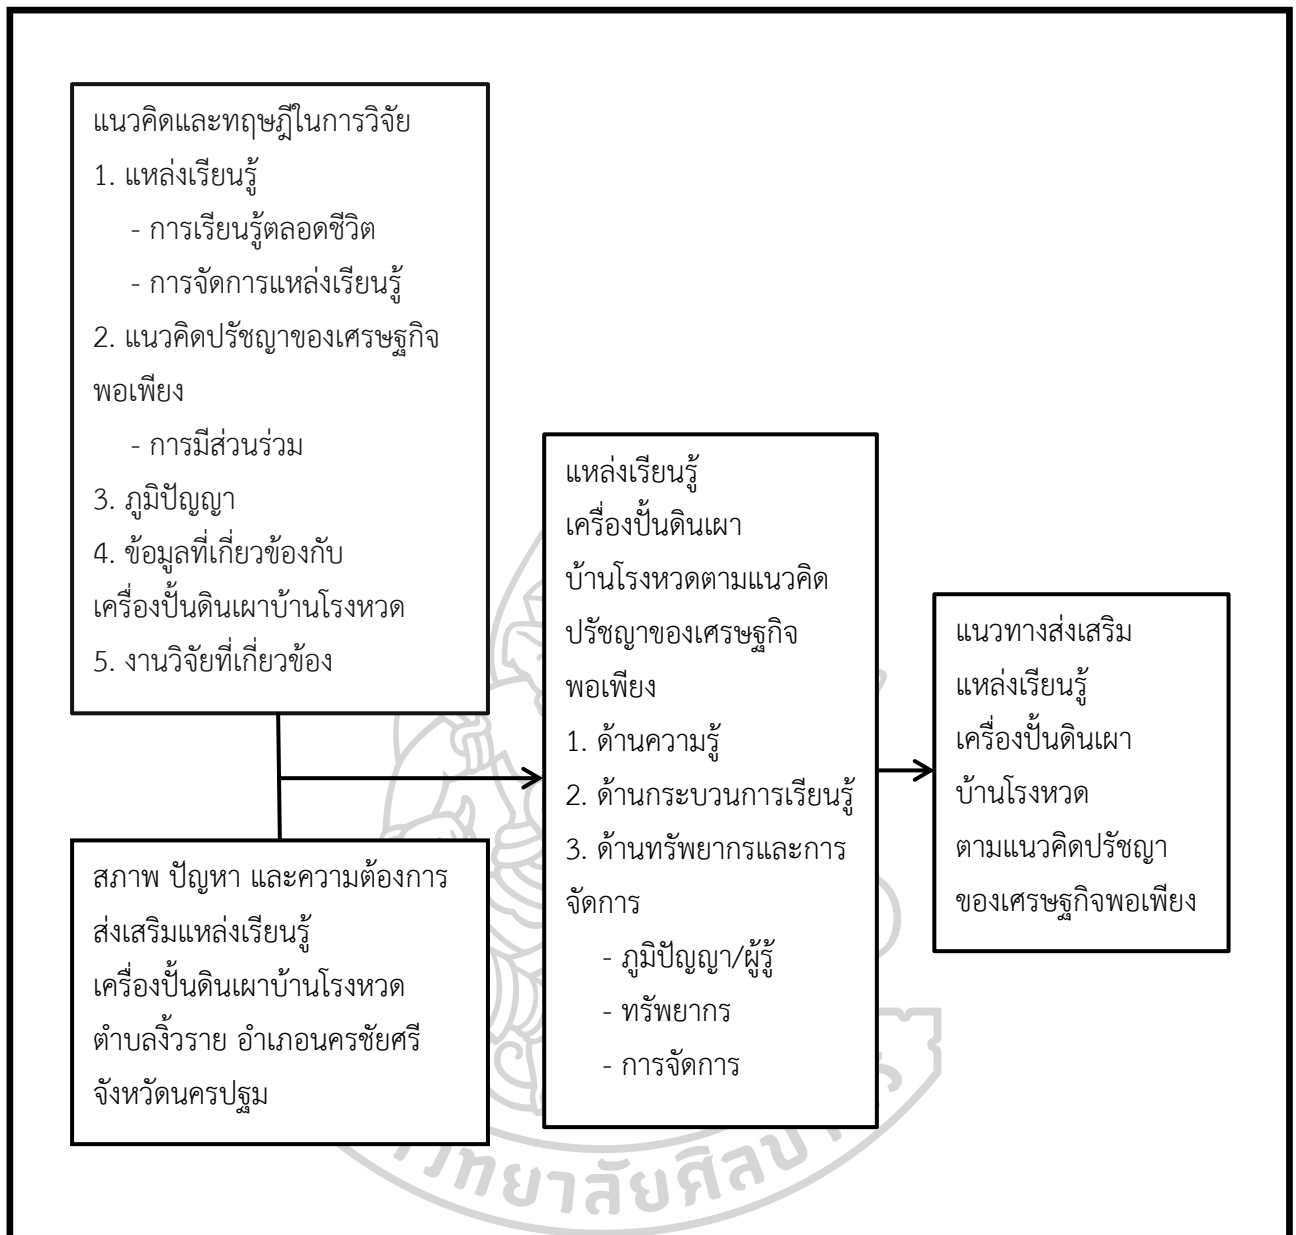 แนวคิดและทฤษฎีในการวิจัย
1. แหล่งเรียนรู้
- การเรียนรู้ตลอดชีวิต
- การจัดการแหล่งเรียนรู้
2. แนวคิดปรัชญาของเศรษฐกิจ
พอเพียง
- การมีส่วนร่วม
3. ภูมิปัญญา
4. ข้อมูลที่เกี่ยวข้องกับ
เครื่องปั้นดินเผาบ้านโรงหวด
5. งานวิจัยที่เกี่ยวข้อง
สภาพ ปัญหา และความต้องการ
ส่งเสริมแหล่งเรียนรู้
เครื่องปั้นดินเผาบ้านโรงหวด
ตำบลงิ้วราย อำเภอนครชัยศรี
จังหวัดนครปฐม
แหล่งเรียนรู้
เครื่องปั้นดินเผา
บ้านโรงหวดตามแนวคิด
ปรัชญาของเศรษฐกิจ
พอเพียง
1. ด้านความรู้
2. ด้านกระบวนการเรียนรู้
3. ด้านทรัพยากรและการ
จัดการ
- ภูมิปัญญา/ผู้รู้
- ทรัพยากร
- การจัดการ
แนวทางส่งเสริม
แหล่งเรียนรู้
เครื่องปั้นดินเผา
บ้านโรงหวด
ตามแนวคิดปรัชญา
ของเศรษฐกิจพอเพียง